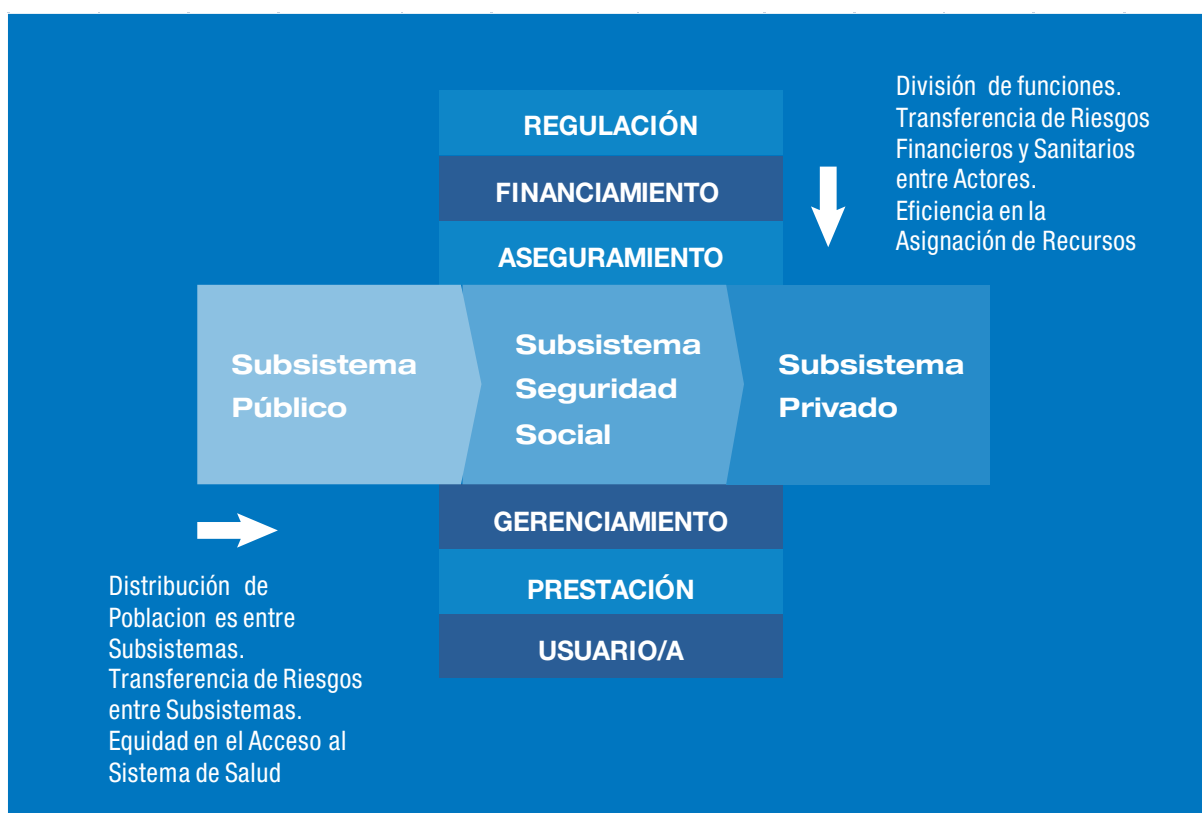 División de funciones.
Transferencia de Riesgos
Financieros y Sanitarios
entre Actores.
Eficiencia en la
Asignación de Recursos
REGULACIÓN
FINANCIAMIENTO
ASEGURAMIENTO
Subsistema
Público
Subsistema
Seguridad
Social
Subsistema
Privado
GERENCIAMIENTO
PRESTACIÓN
USUARIO/A
Distribución de
Poblacion es entre
Subsistemas.
Transferencia de Riesgos
entre Subsistemas.
Equidad en el Acceso al
Sistema de Salud